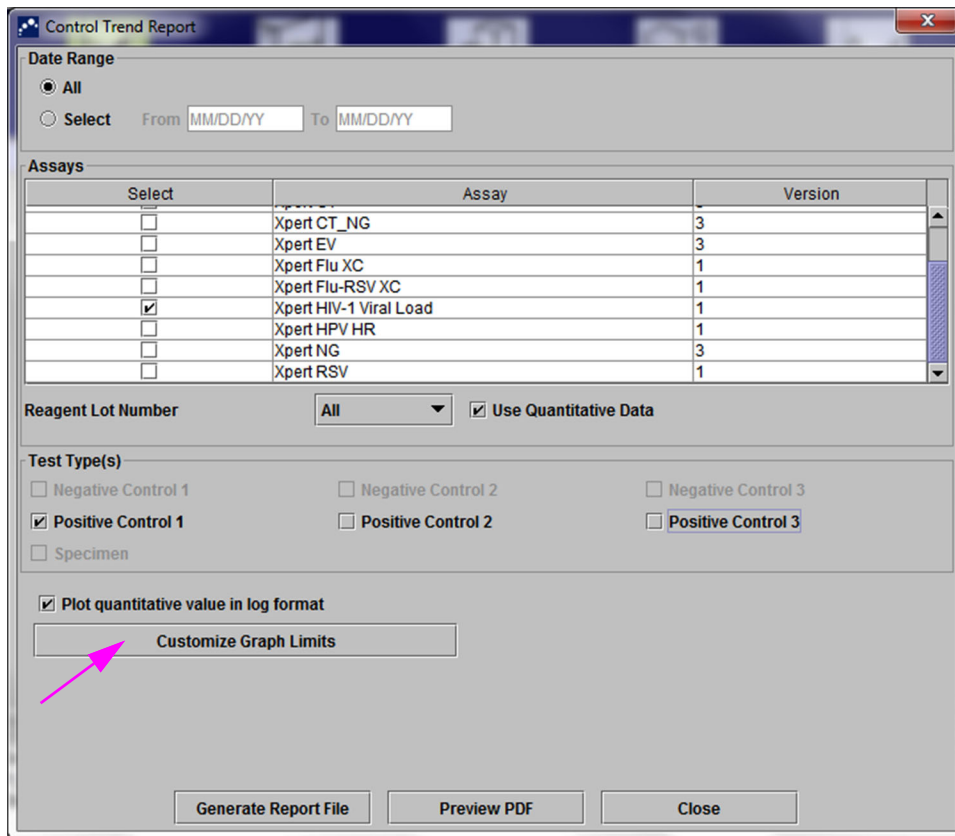 Control Trend Report
Date Range
All
Select From MM/DD/YY To MM/DD/YY
Assays
Select Assay Version
Xpert CT_NG 3
Xpert EV 3
Xpert Flu XC 1
Xpert Flu-RSV XC 1
Xpert HIV-1 Viral Load 1
Xpert HPV HR 1
Xpert NG 3
Xpert RSV 1
Reagent Lot Number All Use Quantitative Data
Test Type(s)
Negative Control 1 Negative Control 2 Negative Control 3
Positive Control 1 Positive Control 2 Positive Control 3
Specimen
Plot quantitative value in log format
Customize Graph Limits
Generate Report File Preview PDF Close